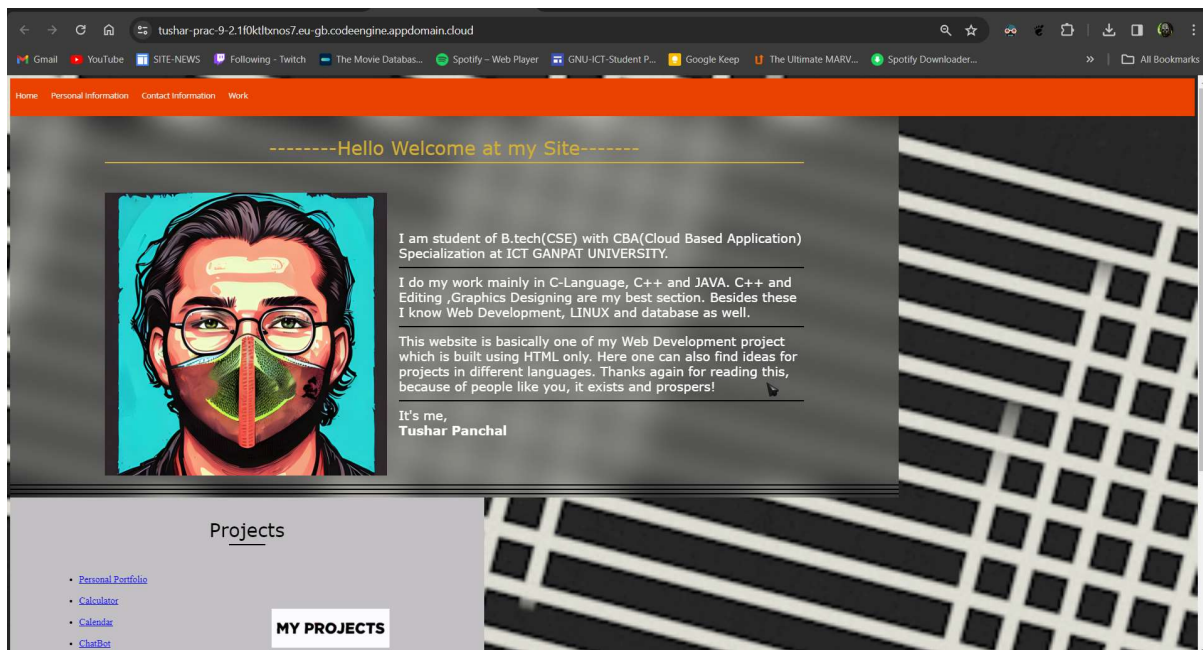 tushar-prac-9-2.1f0ktltxnos7.eu-gb.codeengine.appdomain.cloud
Gmail YouTube SITE-NEWS Following - Twitch The Movie Databas... Spotify – Web Player GNU-ICT-Student P... Google Keep The Ultimate MARV... Spotify Downloader... » All Bookmarks
Home Personal Information Contact Information Work
--------Hello Welcome at my Site-------
I am student of B.tech(CSE) with CBA(Cloud Based Application)
Specialization at ICT GANPAT UNIVERSITY.
I do my work mainly in C-Language, C++ and JAVA. C++ and
Editing ,Graphics Designing are my best section. Besides these
I know Web Development, LINUX and database as well.
This website is basically one of my Web Development project
which is built using HTML only. Here one can also find ideas for
projects in different languages. Thanks again for reading this,
because of people like you, it exists and prospers!
It's me,
Tushar Panchal
Projects
• Personal Portfolio
• Calculator
• Calendar
• ChatBot
MY PROJECTS